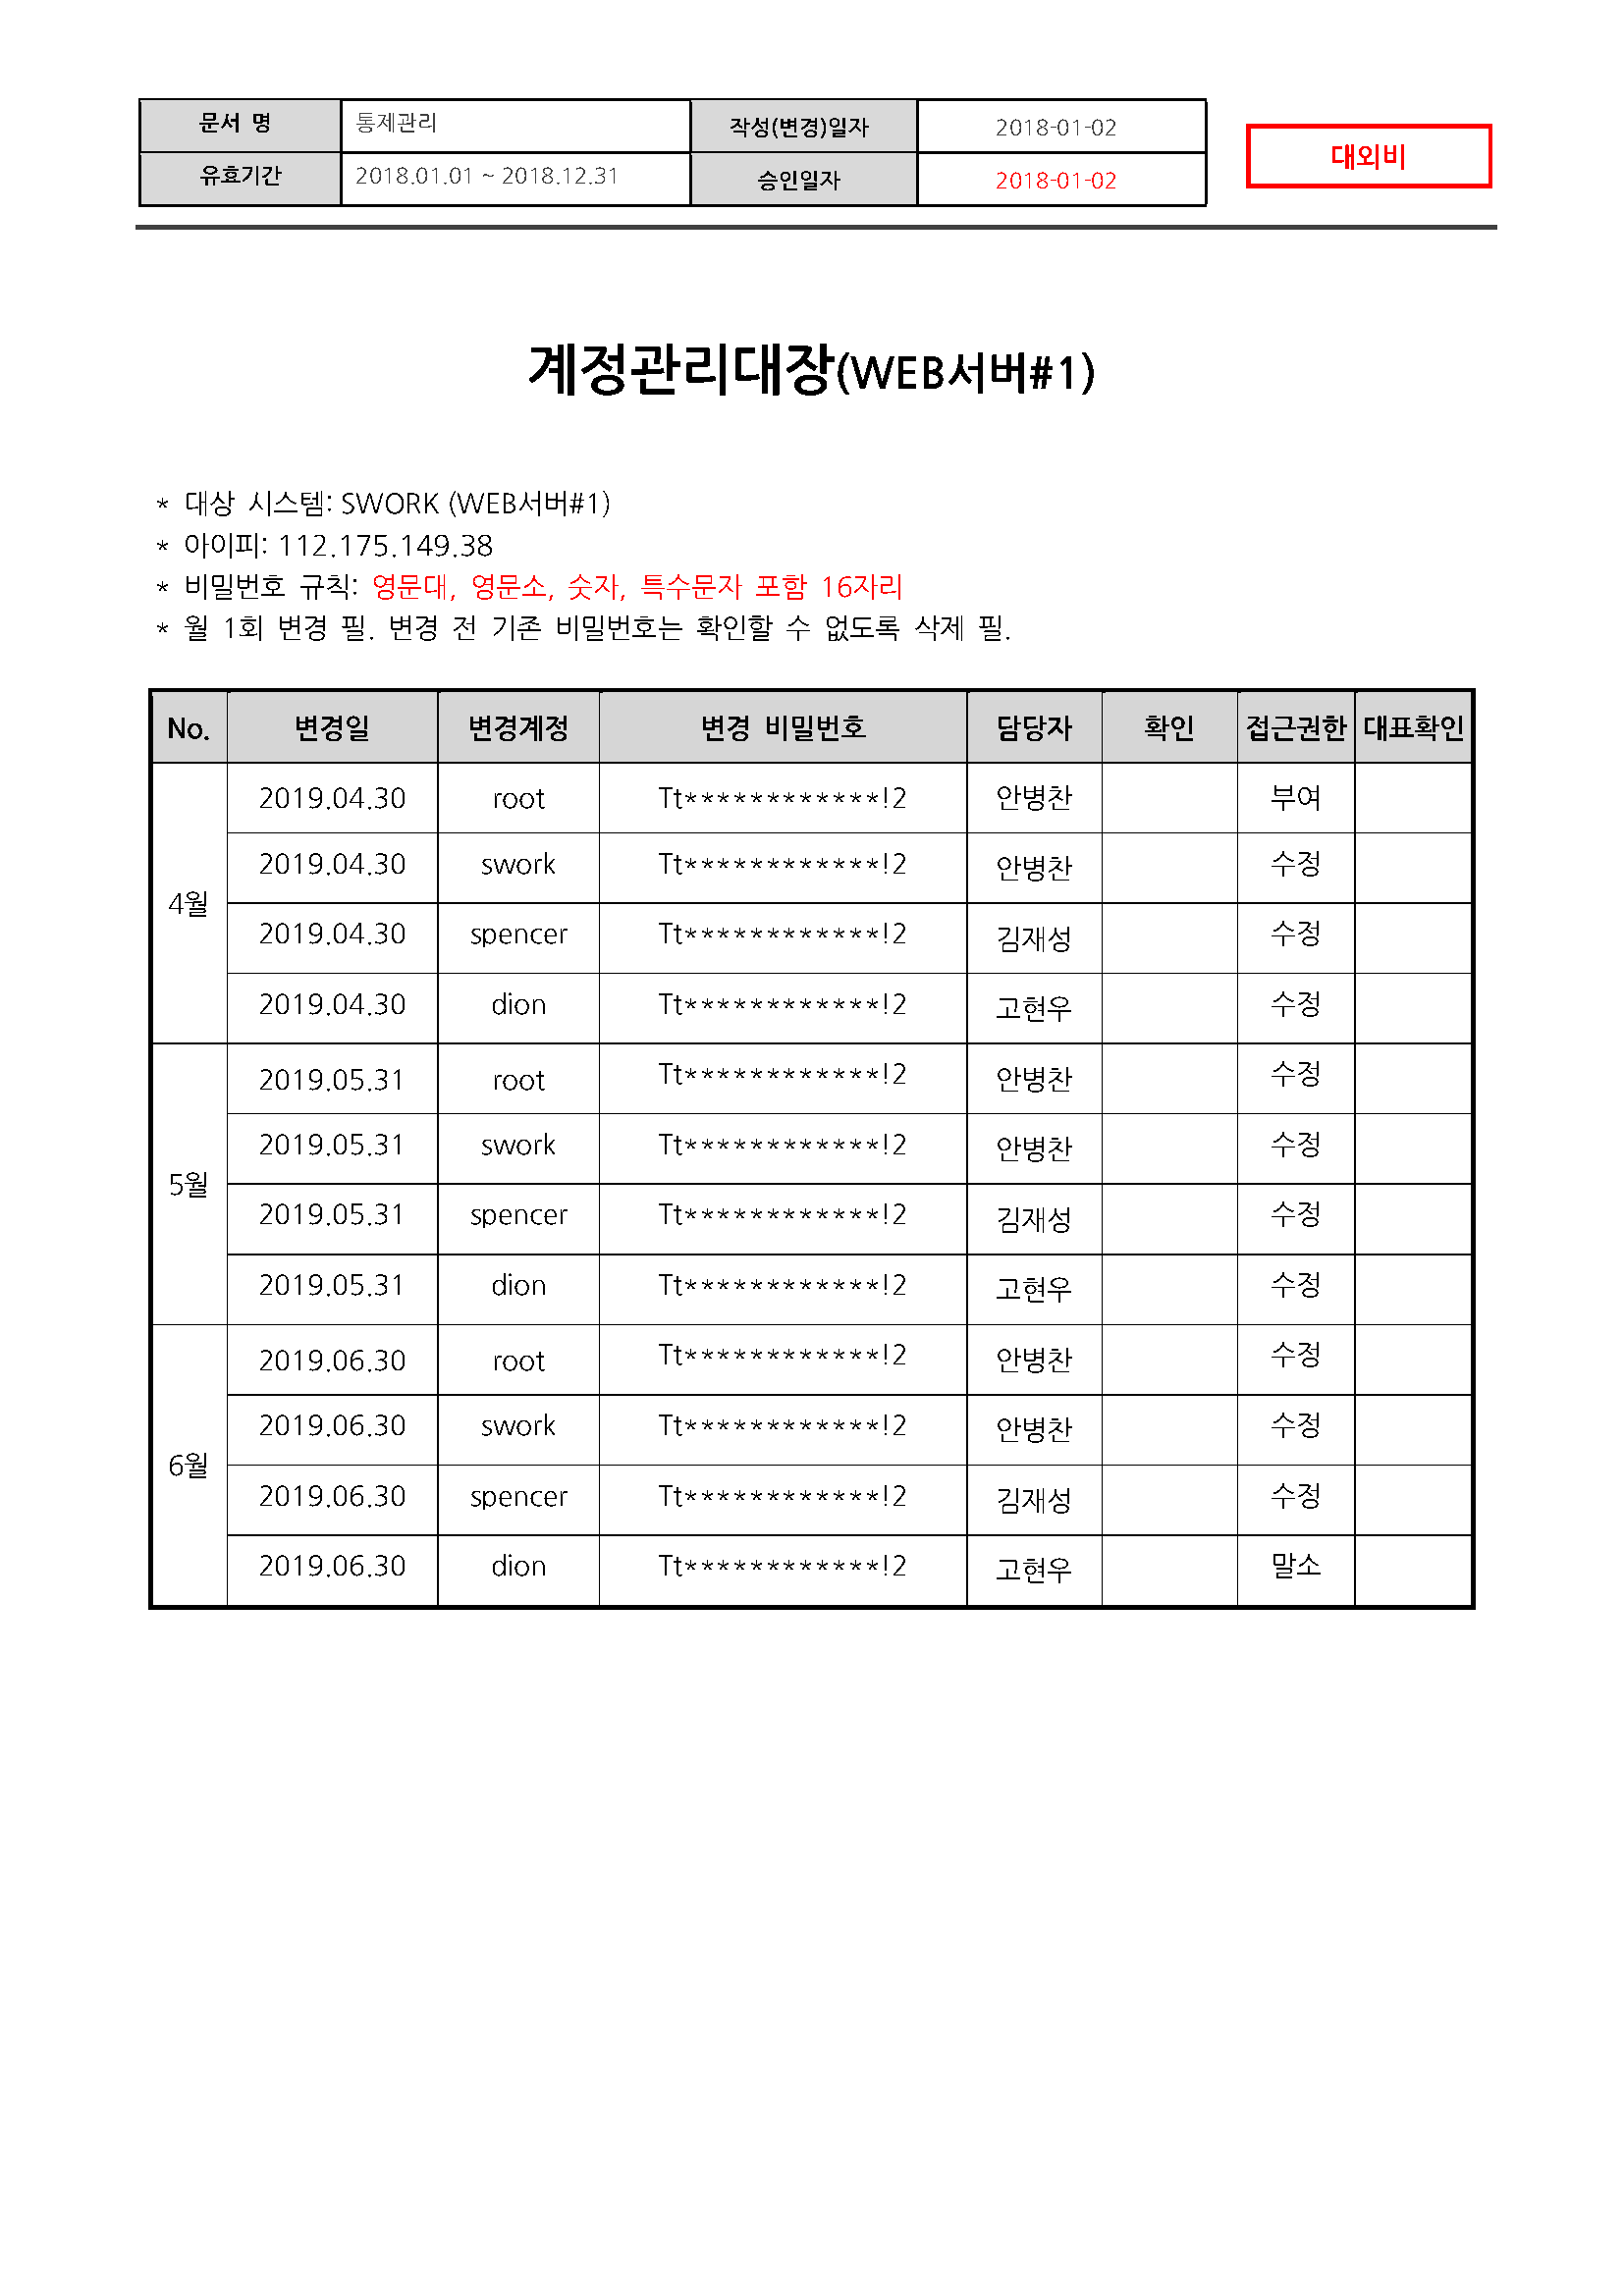 문서 명 통제관리 작성(변경)일자 2018-01-02
유효기간 2018.01.01 ~ 2018.12.31 승인일자 2018-01-02
대외비
계정관리대장(WEB서버#1)
* 대상 시스템: SWORK (WEB서버#1)
* 아이피: 112.175.149.38
* 비밀번호 규칙: 영문대, 영문소, 숫자, 특수문자 포함 16자리
* 월 1회 변경 필. 변경 전 기존 비밀번호는 확인할 수 없도록 삭제 필.
No. 변경일 변경계정 변경 비밀번호 담당자 확인 접근권한 대표확인
4월
2019.04.30 root Tt************!2 안병찬 부여
2019.04.30 swork Tt************!2 안병찬 수정
2019.04.30 spencer Tt************!2 김재성 수정
2019.04.30 dion Tt************!2 고현우 수정
5월
2019.05.31 root Tt************!2 안병찬 수정
2019.05.31 swork Tt************!2 안병찬 수정
2019.05.31 spencer Tt************!2 김재성 수정
2019.05.31 dion Tt************!2 고현우 수정
6월
2019.06.30 root Tt************!2 안병찬 수정
2019.06.30 swork Tt************!2 안병찬 수정
2019.06.30 spencer Tt************!2 김재성 수정
2019.06.30 dion Tt************!2 고현우 말소